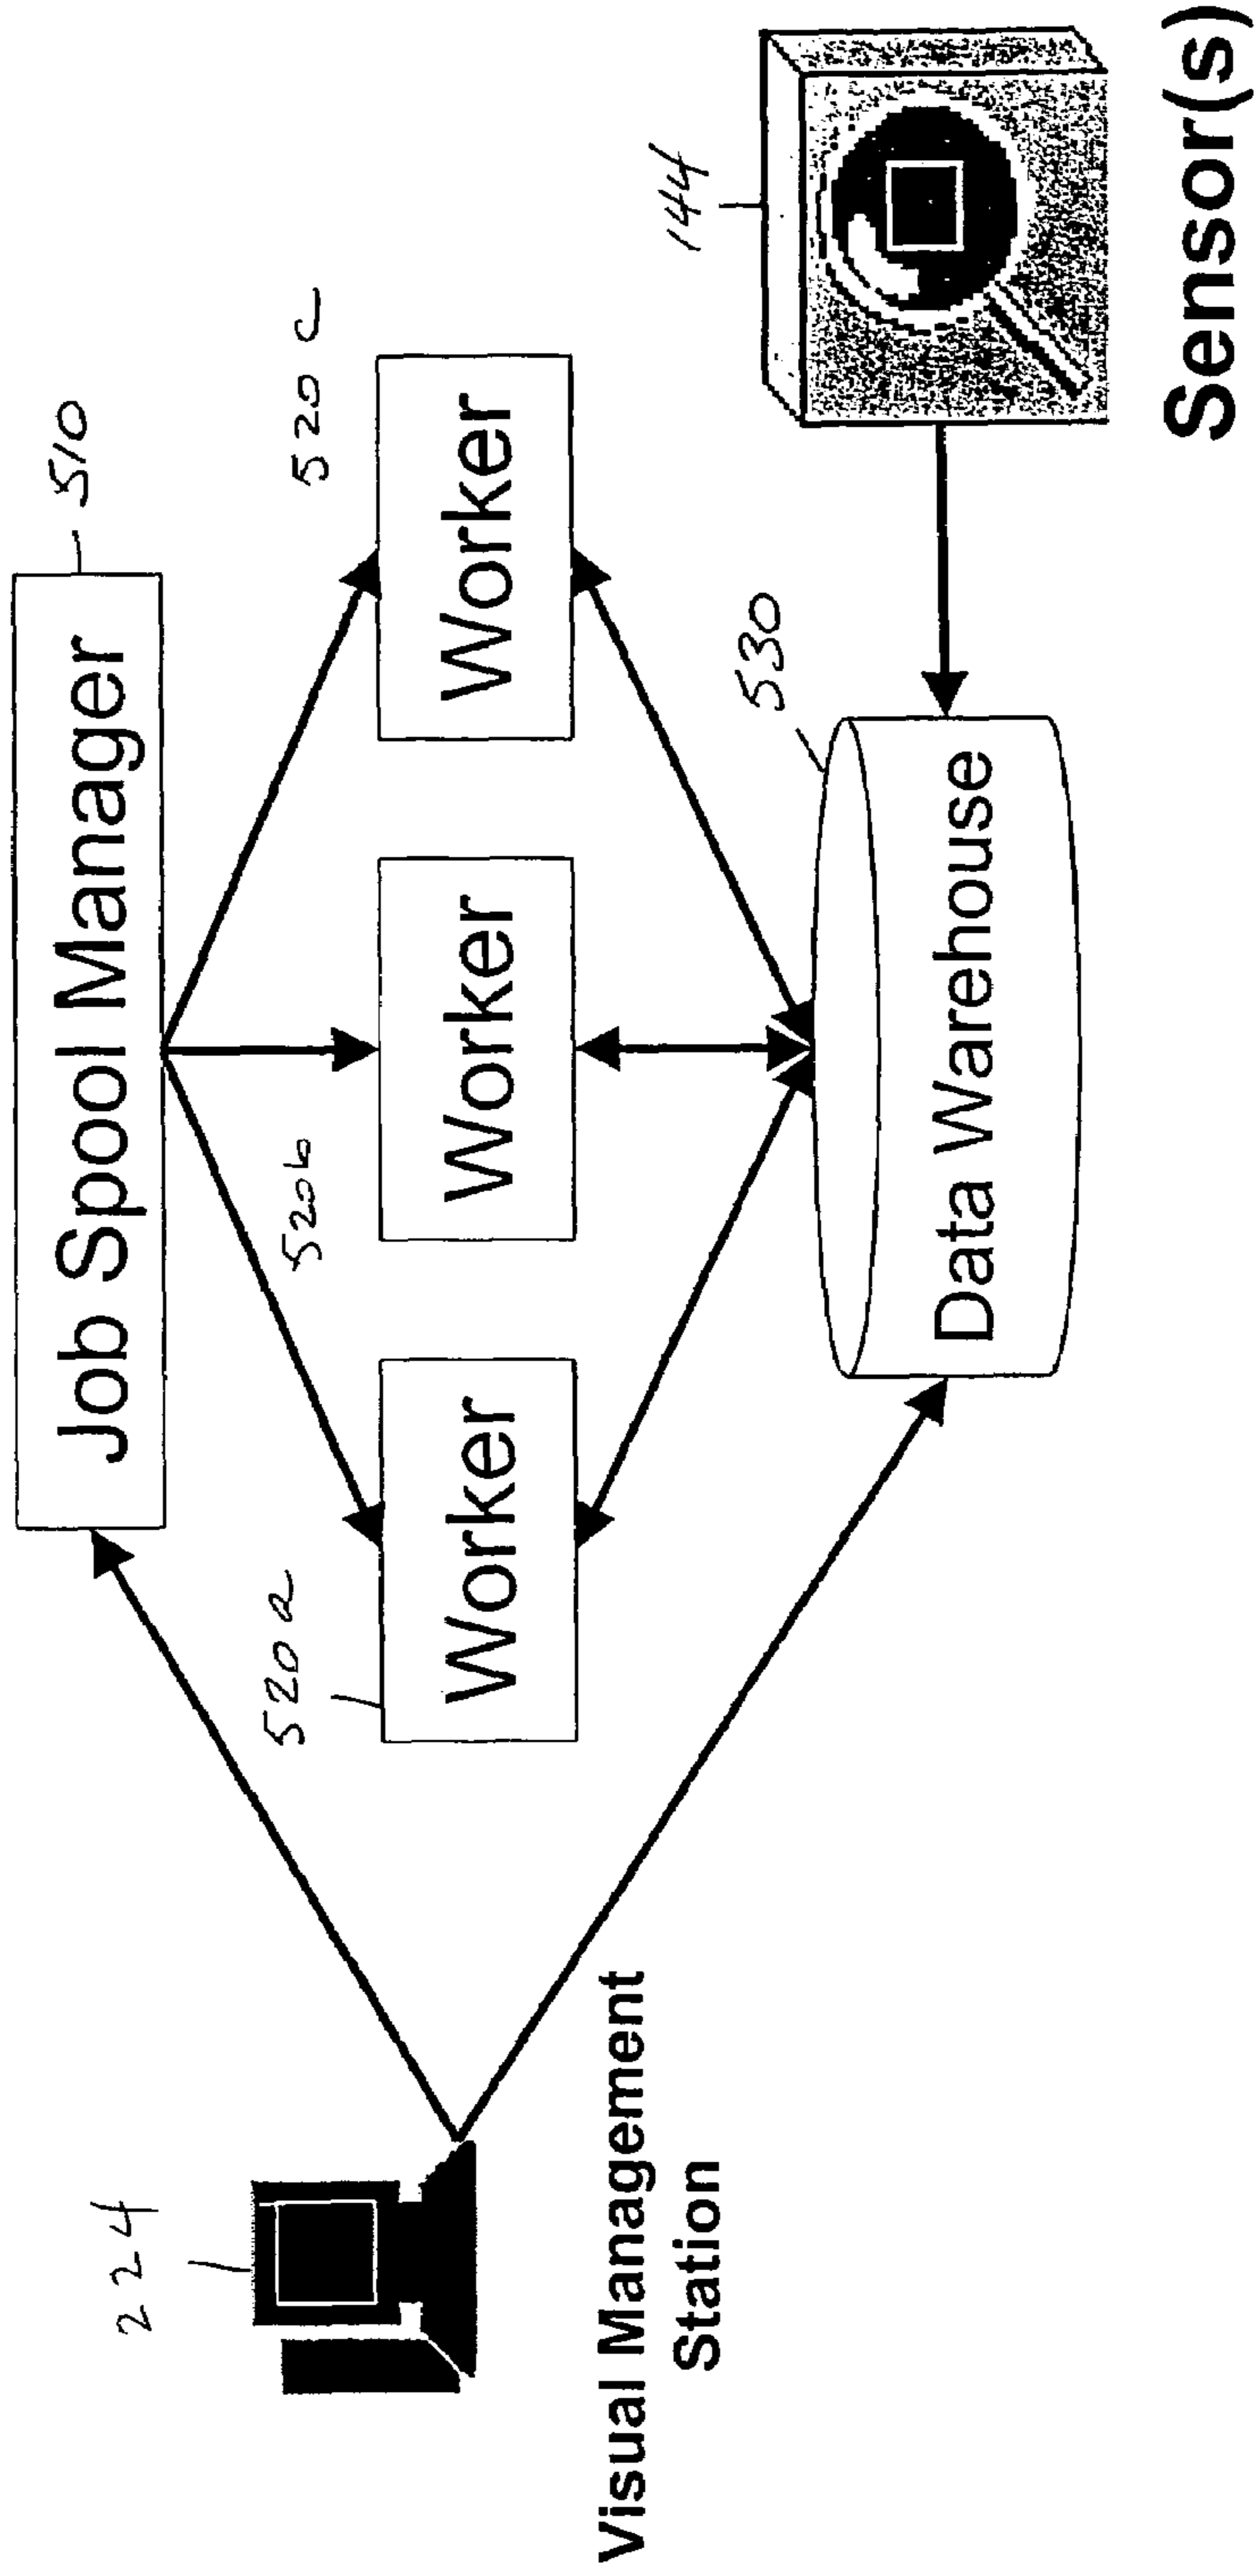 510
Job Spool Manager
224
520a
520b
520c
Worker
Worker
Worker
Visual Management
Station
530
Data Warehouse
144
Sensor(s)